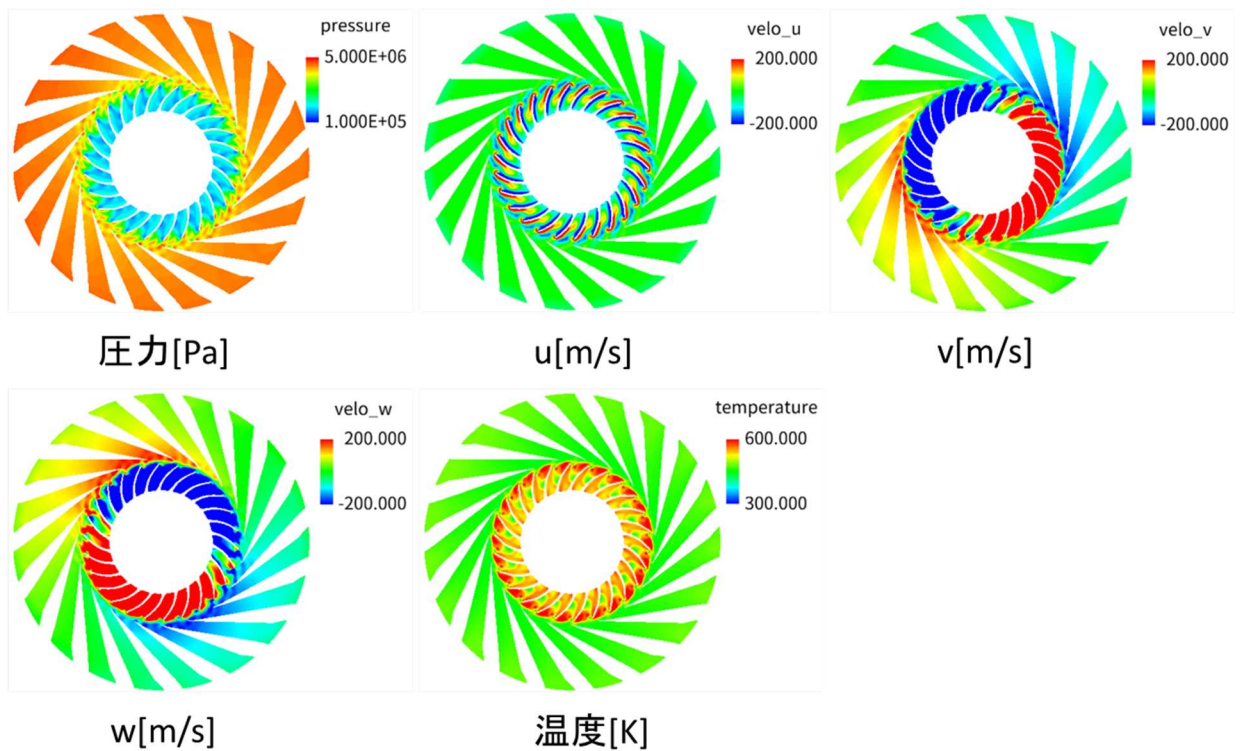 pressure
5.000E+06
1.000E+05
圧力[Pa]
velo_u
200.000
-200.000
u[m/s]
velo_v
200.000
-200.000
v[m/s]
velo_w
200.000
-200.000
w[m/s]
temperature
600.000
300.000
温度[K]